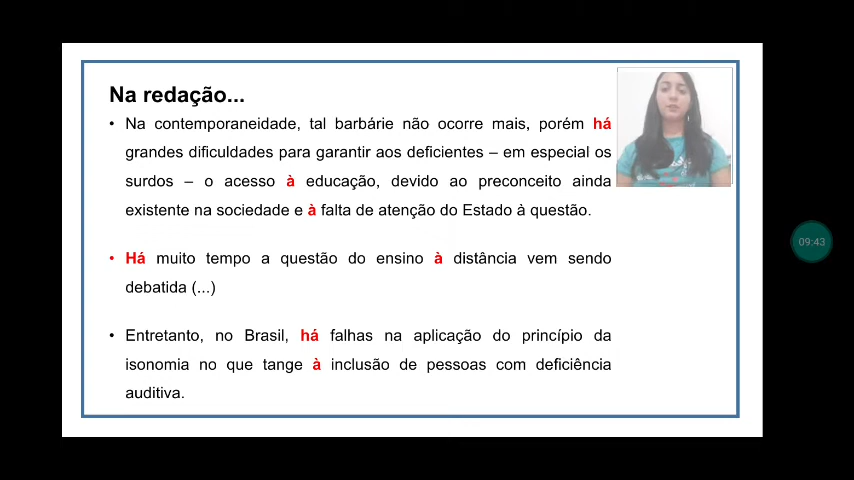 Na redação...
• Na contemporaneidade, tal barbárie não ocorre mais, porém há
grandes dificuldades para garantir aos deficientes – em especial os
surdos – o acesso à educação, devido ao preconceito ainda
existente na sociedade e à falta de atenção do Estado à questão.
• Há muito tempo a questão do ensino à distância vem sendo
debatida (...)
• Entretanto, no Brasil, há falhas na aplicação do princípio da
isonomia no que tange à inclusão de pessoas com deficiência
auditiva.
09:43